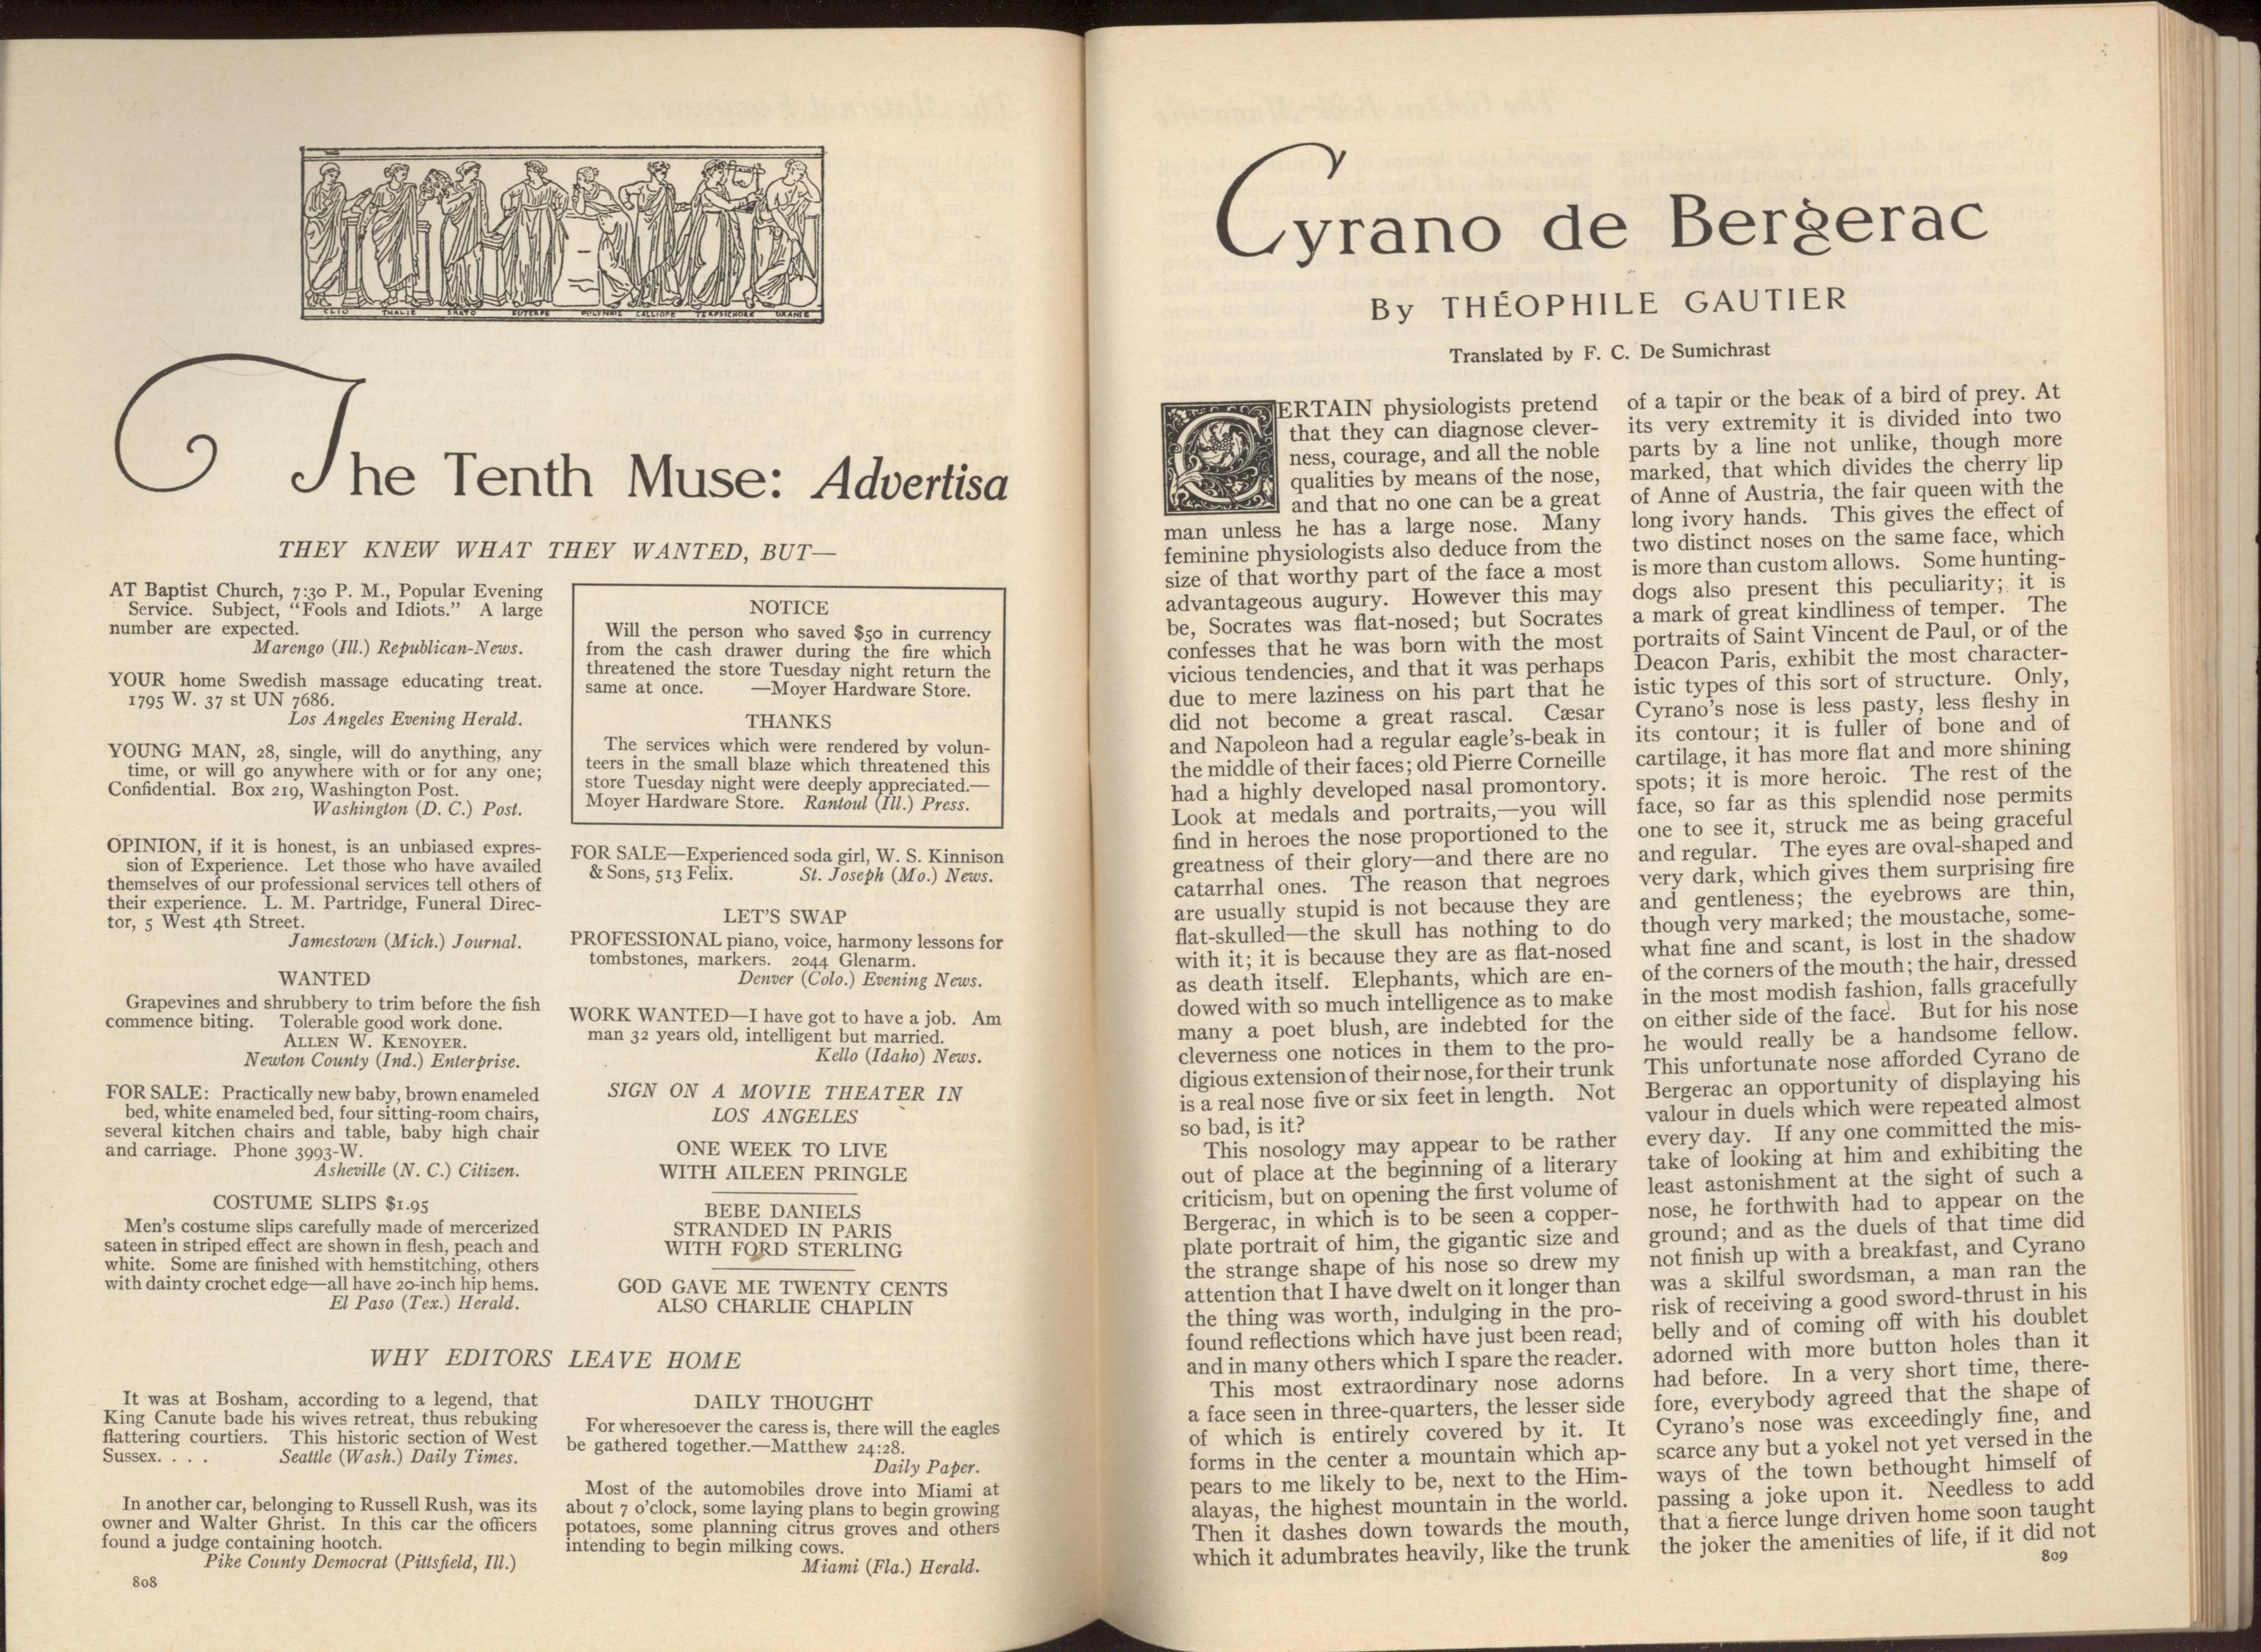 CLIO THALIE ERATO EUTERPE POLYMNIE CALLIOPE TERPSICHORE URANIE
The Tenth Muse: Advertisa
THEY KNEW WHAT THEY WANTED, BUT—
AT Baptist Church, 7:30 P. M., Popular Evening
Service. Subject, "Fools and Idiots." A large
number are expected.
Marengo (Ill.) Republican-News.
YOUR home Swedish massage educating treat.
1795 W. 37 st UN 7686.
Los Angeles Evening Herald.
YOUNG MAN, 28, single, will do anything, any
time, or will go anywhere with or for any one;
Confidential. Box 219, Washington Post.
Washington (D. C.) Post.
OPINION, if it is honest, is an unbiased expres-
sion of Experience. Let those who have availed
themselves of our professional services tell others of
their experience. L. M. Partridge, Funeral Direc-
tor, 5 West 4th Street.
Jamestown (Mich.) Journal.
WANTED
Grapevines and shrubbery to trim before the fish
commence biting. Tolerable good work done.
ALLEN W. KENOYER.
Newton County (Ind.) Enterprise.
FOR SALE: Practically new baby, brown enameled
bed, white enameled bed, four sitting-room chairs,
several kitchen chairs and table, baby high chair
and carriage. Phone 3993-W.
Asheville (N. C.) Citizen.
COSTUME SLIPS $1.95
Men's costume slips carefully made of mercerized
sateen in striped effect are shown in flesh, peach and
white. Some are finished with hemstitching, others
with dainty crochet edge—all have 20-inch hip hems.
El Paso (Tex.) Herald.
NOTICE
Will the person who saved $50 in currency
from the cash drawer during the fire which
threatened the store Tuesday night return the
same at once. —Moyer Hardware Store.
THANKS
The services which were rendered by volun-
teers in the small blaze which threatened this
store Tuesday night were deeply appreciated.—
Moyer Hardware Store. Rantoul (Ill.) Press.
FOR SALE—Experienced soda girl, W. S. Kinnison
& Sons, 513 Felix. St. Joseph (Mo.) News.
LET'S SWAP
PROFESSIONAL piano, voice, harmony lessons for
tombstones, markers. 2044 Glenarm.
Denver (Colo.) Evening News.
WORK WANTED—I have got to have a job. Am
man 32 years old, intelligent but married.
Kello (Idaho) News.
SIGN ON A MOVIE THEATER IN
LOS ANGELES
ONE WEEK TO LIVE
WITH AILEEN PRINGLE
BEBE DANIELS
STRANDED IN PARIS
WITH FORD STERLING
GOD GAVE ME TWENTY CENTS
ALSO CHARLIE CHAPLIN
WHY EDITORS LEAVE HOME
It was at Bosham, according to a legend, that
King Canute bade his wives retreat, thus rebuking
flattering courtiers. This historic section of West
Sussex. . . . Seattle (Wash.) Daily Times.
In another car, belonging to Russell Rush, was its
owner and Walter Ghrist. In this car the officers
found a judge containing hootch.
Pike County Democrat (Pittsfield, Ill.)
DAILY THOUGHT
For wheresoever the caress is, there will the eagles
be gathered together.—Matthew 24:28.
Daily Paper.
Most of the automobiles drove into Miami at
about 7 o'clock, some laying plans to begin growing
potatoes, some planning citrus groves and others
intending to begin milking cows.
Miami (Fla.) Herald.
808
Cyrano de Bergerac
By THÉOPHILE GAUTIER
Translated by F. C. De Sumichrast
CERTAIN physiologists pretend
that they can diagnose clever-
ness, courage, and all the noble
qualities by means of the nose,
and that no one can be a great
man unless he has a large nose. Many
feminine physiologists also deduce from the
size of that worthy part of the face a most
advantageous augury. However this may
be, Socrates was flat-nosed; but Socrates
confesses that he was born with the most
vicious tendencies, and that it was perhaps
due to mere laziness on his part that he
did not become a great rascal. Cæsar
and Napoleon had a regular eagle's-beak in
the middle of their faces; old Pierre Corneille
had a highly developed nasal promontory.
Look at medals and portraits,—you will
find in heroes the nose proportioned to the
greatness of their glory—and there are no
catarrhal ones. The reason that negroes
are usually stupid is not because they are
flat-skulled—the skull has nothing to do
with it; it is because they are as flat-nosed
as death itself. Elephants, which are en-
dowed with so much intelligence as to make
many a poet blush, are indebted for the
cleverness one notices in them to the pro-
digious extension of their nose, for their trunk
is a real nose five or six feet in length. Not
so bad, is it?
This nosology may appear to be rather
out of place at the beginning of a literary
criticism, but on opening the first volume of
Bergerac, in which is to be seen a copper-
plate portrait of him, the gigantic size and
the strange shape of his nose so drew my
attention that I have dwelt on it longer than
the thing was worth, indulging in the pro-
found reflections which have just been read,
and in many others which I spare the reader.
This most extraordinary nose adorns
a face seen in three-quarters, the lesser side
of which is entirely covered by it. It
forms in the center a mountain which ap-
pears to me likely to be, next to the Him-
alayas, the highest mountain in the world.
Then it dashes down towards the mouth,
which it adumbrates heavily, like the trunk
of a tapir or the beak of a bird of prey. At
its very extremity it is divided into two
parts by a line not unlike, though more
marked, that which divides the cherry lip
of Anne of Austria, the fair queen with the
long ivory hands. This gives the effect of
two distinct noses on the same face, which
is more than custom allows. Some hunting-
dogs also present this peculiarity; it is
a mark of great kindliness of temper. The
portraits of Saint Vincent de Paul, or of the
Deacon Paris, exhibit the most character-
istic types of this sort of structure. Only,
Cyrano's nose is less pasty, less fleshy in
its contour; it is fuller of bone and of
cartilage, it has more flat and more shining
spots; it is more heroic. The rest of the
face, so far as this splendid nose permits
one to see it, struck me as being graceful
and regular. The eyes are oval-shaped and
very dark, which gives them surprising fire
and gentleness; the eyebrows are thin,
though very marked; the moustache, some-
what fine and scant, is lost in the shadow
of the corners of the mouth; the hair, dressed
in the most modish fashion, falls gracefully
on either side of the face. But for his nose
he would really be a handsome fellow.
This unfortunate nose afforded Cyrano de
Bergerac an opportunity of displaying his
valour in duels which were repeated almost
every day. If any one committed the mis-
take of looking at him and exhibiting the
least astonishment at the sight of such a
nose, he forthwith had to appear on the
ground; and as the duels of that time did
not finish up with a breakfast, and Cyrano
was a skilful swordsman, a man ran the
risk of receiving a good sword-thrust in his
belly and of coming off with his doublet
adorned with more button holes than it
had before. In a very short time, there-
fore, everybody agreed that the shape of
Cyrano's nose was exceedingly fine, and
scarce any but a yokel not yet versed in the
ways of the town bethought himself of
passing a joke upon it. Needless to add
that a fierce lunge driven home soon taught
the joker the amenities of life, if it did not
809